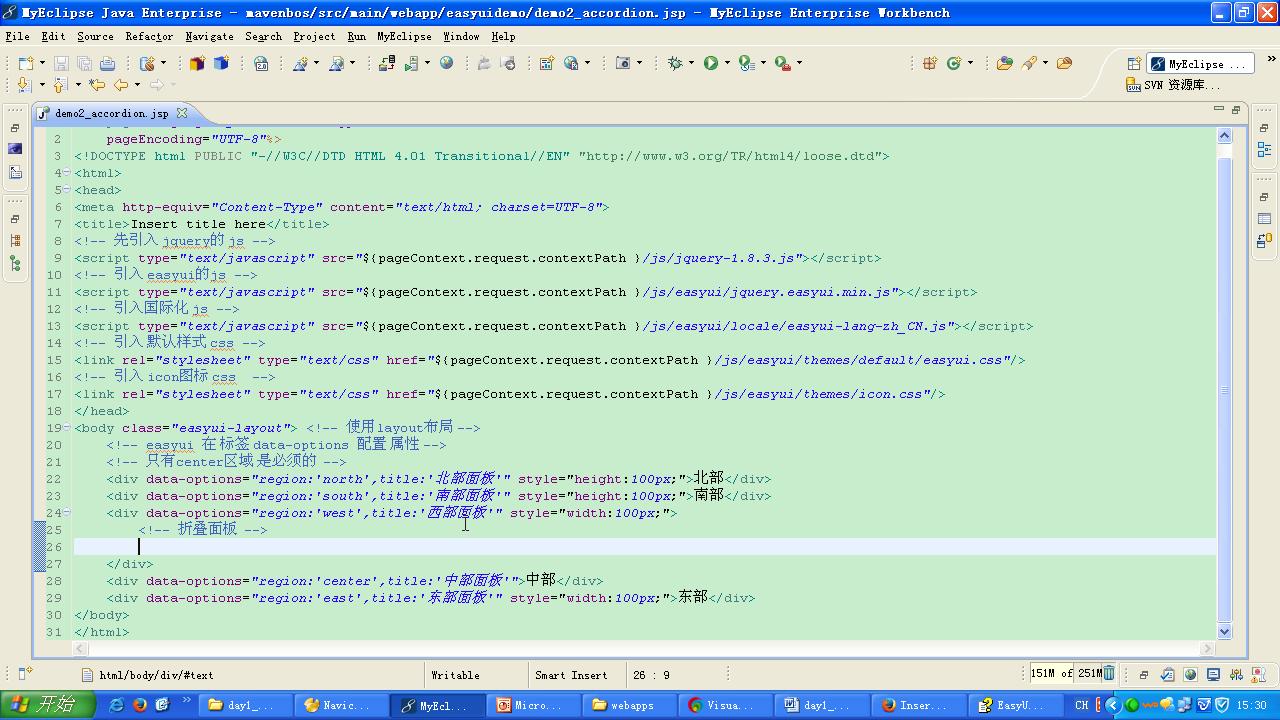 MyEclipse Java Enterprise - mavenbos/src/main/webapp/easyuidemo/demo2_accordion.jsp - MyEclipse Enterprise Workbench
File Edit Source Refactor Navigate Search Project Run MyEclipse Window Help
MyEclipse ...
SVN 资源库...
demo2_accordion.jsp
2 pageEncoding="UTF-8"%>
3 <!DOCTYPE html PUBLIC "-//W3C//DTD HTML 4.01 Transitional//EN" "http://www.w3.org/TR/html4/loose.dtd">
4 <html>
5 <head>
6 <meta http-equiv="Content-Type" content="text/html; charset=UTF-8">
7 <title>Insert title here</title>
8 <!-- 先引入 jquery的 js -->
9 <script type="text/javascript" src="${pageContext.request.contextPath }/js/jquery-1.8.3.js"></script>
10 <!-- 引入 easyui的js -->
11 <script type="text/javascript" src="${pageContext.request.contextPath }/js/easyui/jquery.easyui.min.js"></script>
12 <!-- 引入国际化 js -->
13 <script type="text/javascript" src="${pageContext.request.contextPath }/js/easyui/locale/easyui-lang-zh_CN.js"></script>
14 <!-- 引入 默认样式 css -->
15 <link rel="stylesheet" type="text/css" href="${pageContext.request.contextPath }/js/easyui/themes/default/easyui.css"/>
16 <!-- 引入 icon图标 css  -->
17 <link rel="stylesheet" type="text/css" href="${pageContext.request.contextPath }/js/easyui/themes/icon.css"/>
18 </head>
19 <body class="easyui-layout"> <!-- 使用layout布局 -->
20 <!-- easyui 在 标签 data-options 配置 属性 -->
21 <!-- 只有center区域 是必须的 -->
22 <div data-options="region:'north',title:'北部面板'" style="height:100px;">北部</div>
23 <div data-options="region:'south',title:'南部面板'" style="height:100px;">南部</div>
24 <div data-options="region:'west',title:'西部面板'" style="width:100px;">
25 <!-- 折叠面板 -->
26
27 </div>
28 <div data-options="region:'center',title:'中部面板'">中部</div>
29 <div data-options="region:'east',title:'东部面板'" style="width:100px;">东部</div>
30 </body>
31 </html>
html/body/div/#text Writable Smart Insert 26 : 9 151M of 251M
开始 day1_... Navic... MyEcl... Micro... webapps Visua... day1_... Inser... EasyU... CH 15:30